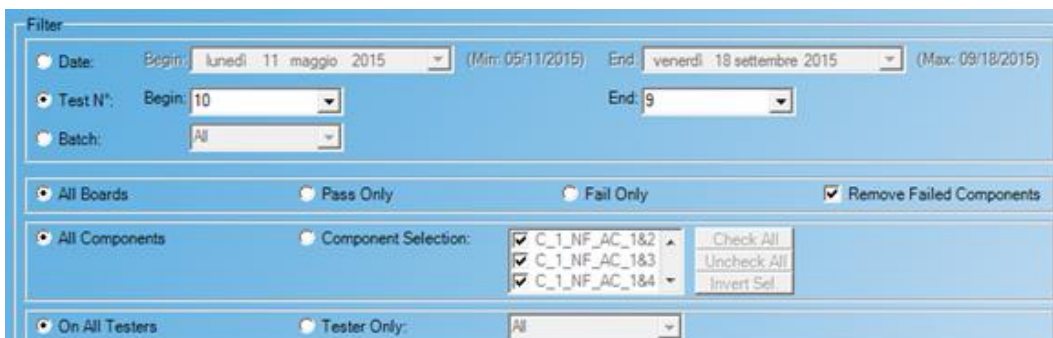 Filter
Date: Begin: lunedì 11 maggio 2015 (Min: 05/11/2015) End: venerdì 18 settembre 2015 (Max: 09/18/2015)
Test N°: Begin: 10 End: 9
Batch: All
All Boards Pass Only Fail Only Remove Failed Components
All Components Component Selection: C_1_NF_AC_1&2 Check All
C_1_NF_AC_1&3 Uncheck All
C_1_NF_AC_1&4 Invert Sel.
On All Testers Tester Only: All